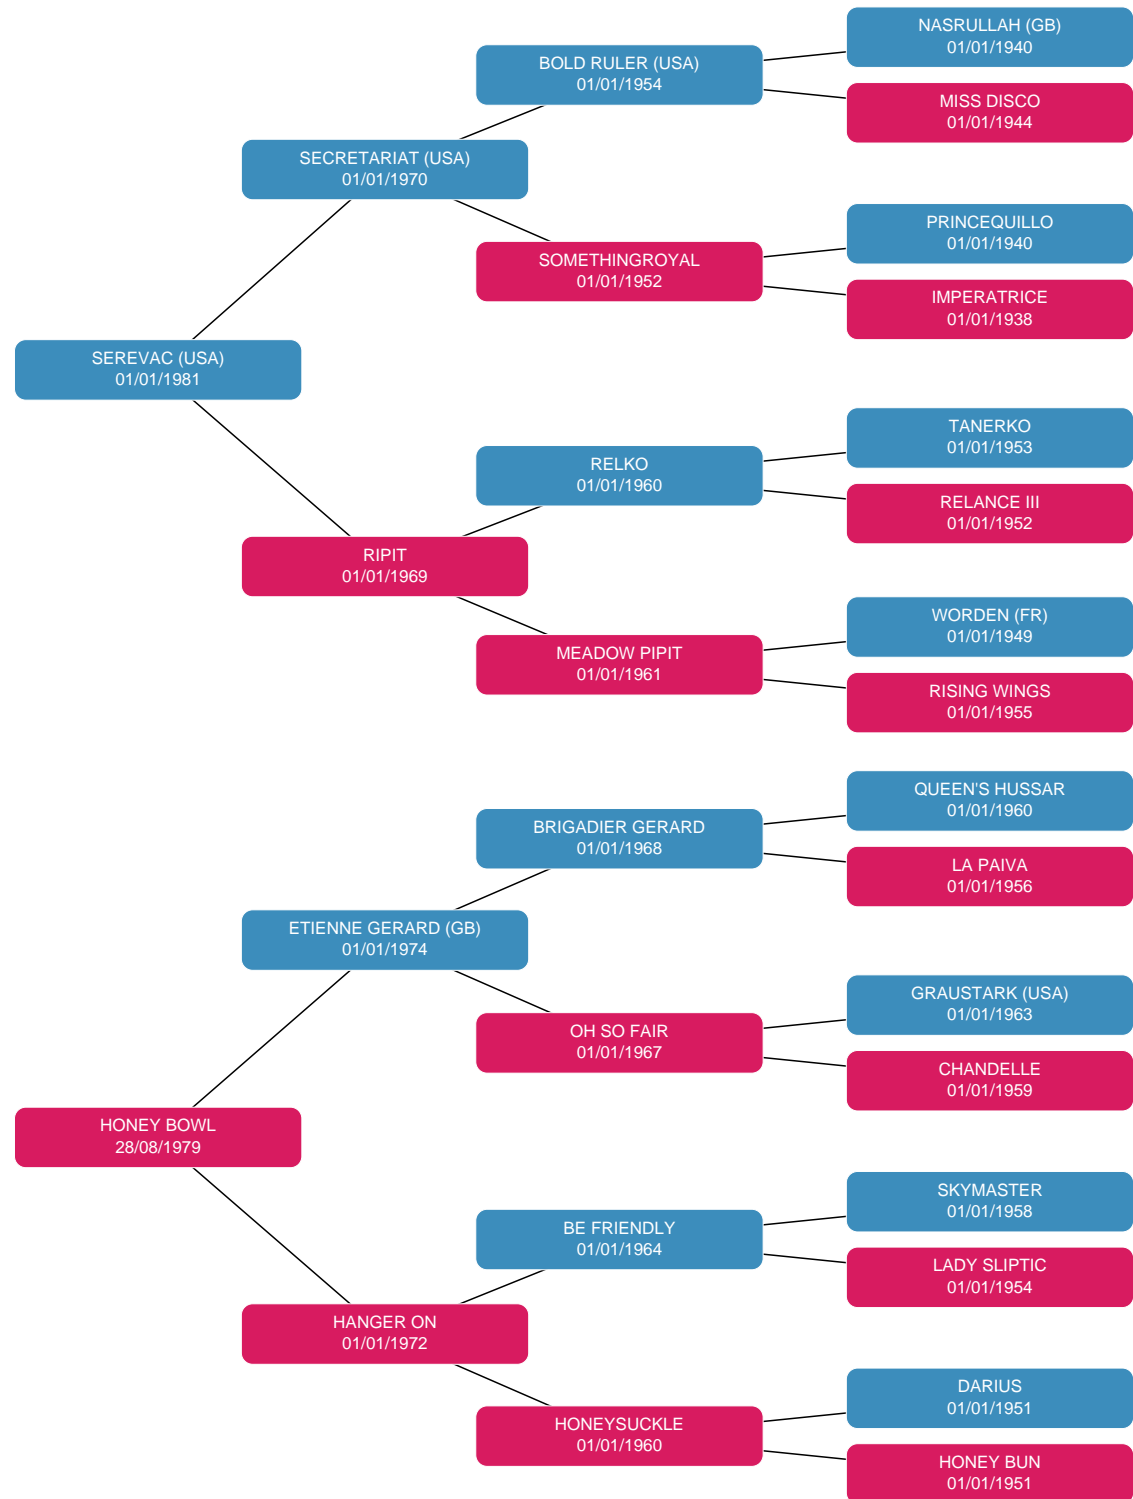 NASRULLAH (GB)
01/01/1940
BOLD RULER (USA)
01/01/1954
MISS DISCO
01/01/1944
SECRETARIAT (USA)
01/01/1970
PRINCEQUILLO
01/01/1940
SOMETHINGROYAL
01/01/1952
IMPERATRICE
01/01/1938
SEREVAC (USA)
01/01/1981
TANERKO
01/01/1953
RELKO
01/01/1960
RELANCE III
01/01/1952
RIPIT
01/01/1969
WORDEN (FR)
01/01/1949
MEADOW PIPIT
01/01/1961
RISING WINGS
01/01/1955
QUEEN'S HUSSAR
01/01/1960
BRIGADIER GERARD
01/01/1968
LA PAIVA
01/01/1956
ETIENNE GERARD (GB)
01/01/1974
GRAUSTARK (USA)
01/01/1963
OH SO FAIR
01/01/1967
CHANDELLE
01/01/1959
HONEY BOWL
28/08/1979
SKYMASTER
01/01/1958
BE FRIENDLY
01/01/1964
LADY SLIPTIC
01/01/1954
HANGER ON
01/01/1972
DARIUS
01/01/1951
HONEYSUCKLE
01/01/1960
HONEY BUN
01/01/1951